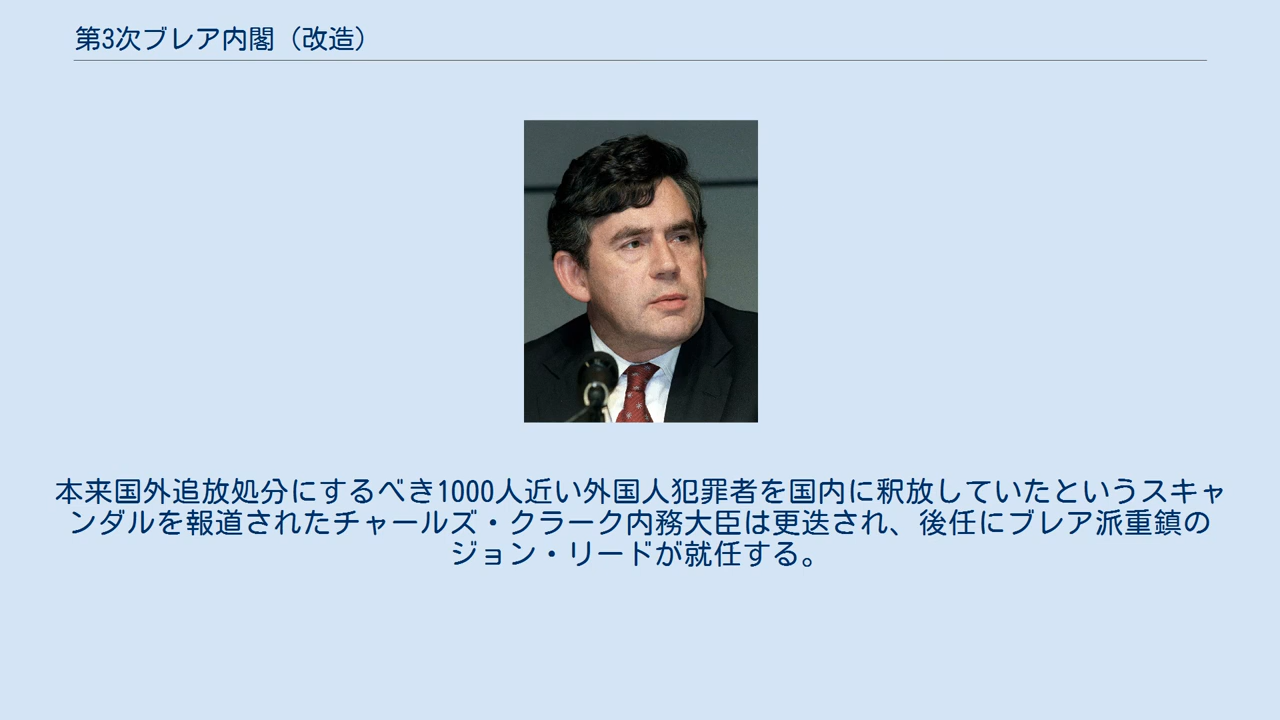 第3次ブレア内閣（改造）
本来国外追放処分にするべき1000人近い外国人犯罪者を国内に釈放していたというスキャ
ンダルを報道されたチャールズ・クラーク内務大臣は更迭され、後任にブレア派重鎮の
ジョン・リードが就任する。